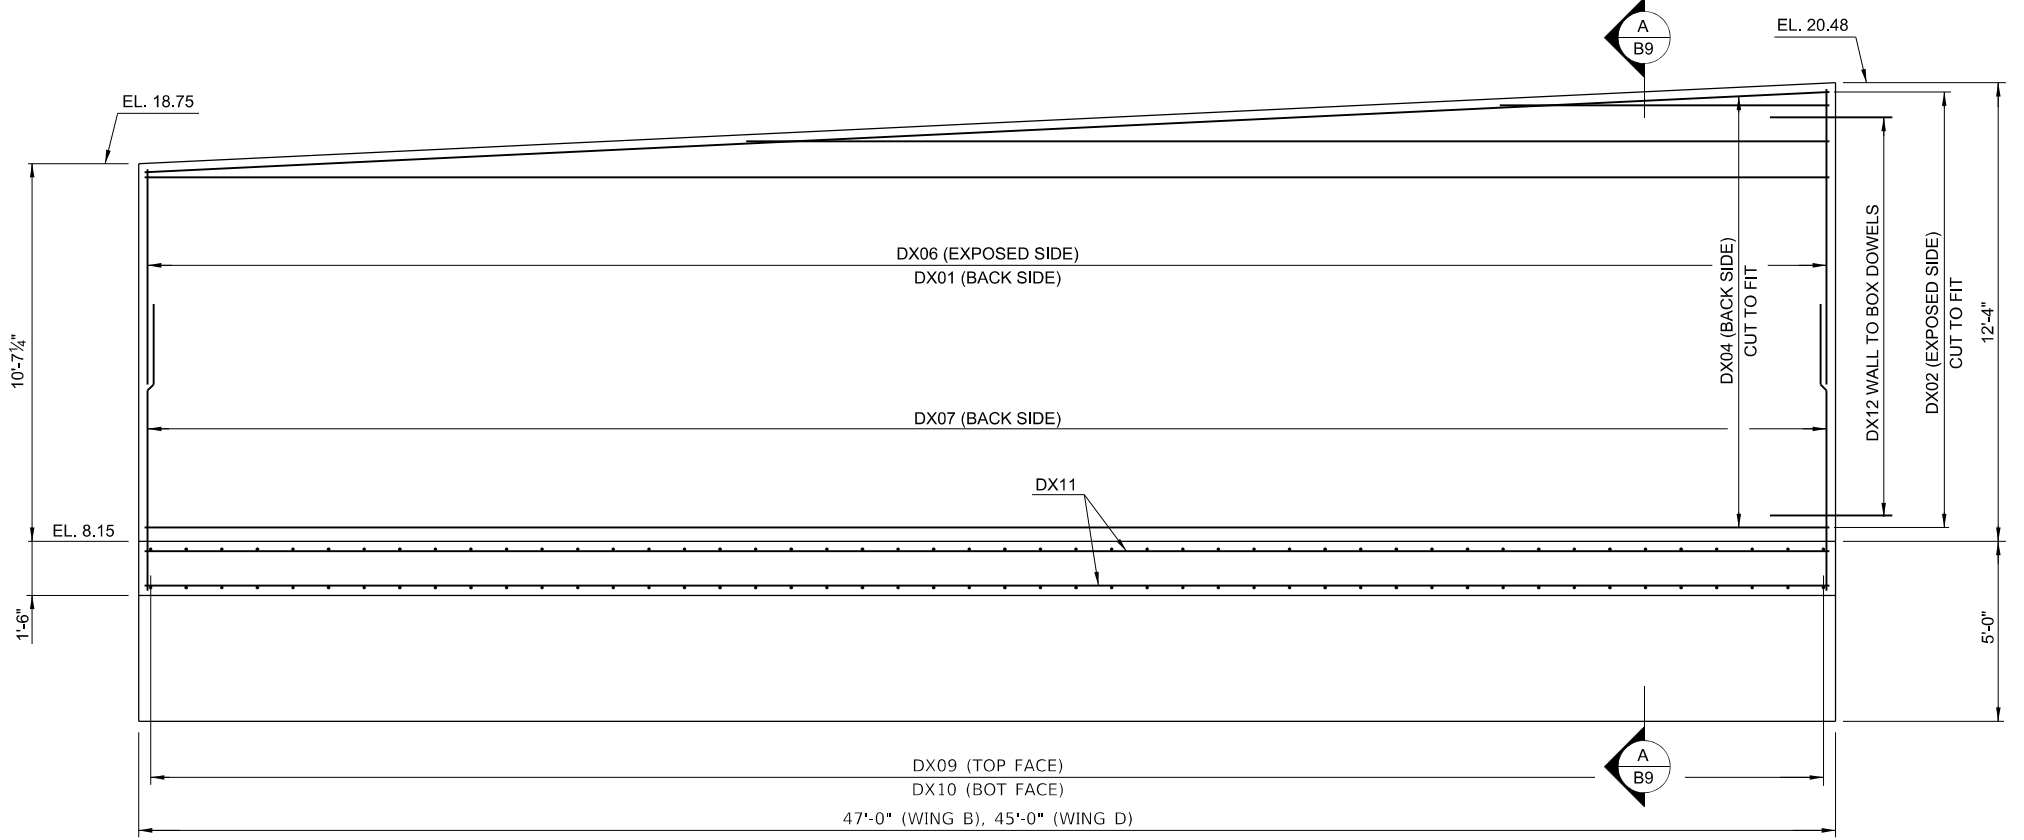 A
B9
EL. 20.48
EL. 18.75
DX06 (EXPOSED SIDE)
DX01 (BACK SIDE)
DX04 (BACK SIDE)
CUT TO FIT
DX12 WALL TO BOX DOWELS
DX02 (EXPOSED SIDE)
CUT TO FIT
12'-4"
10'-7¼"
DX07 (BACK SIDE)
DX11
EL. 8.15
1'-6"
5'-0"
A
B9
DX09 (TOP FACE)
DX10 (BOT FACE)
47'-0" (WING B), 45'-0" (WING D)